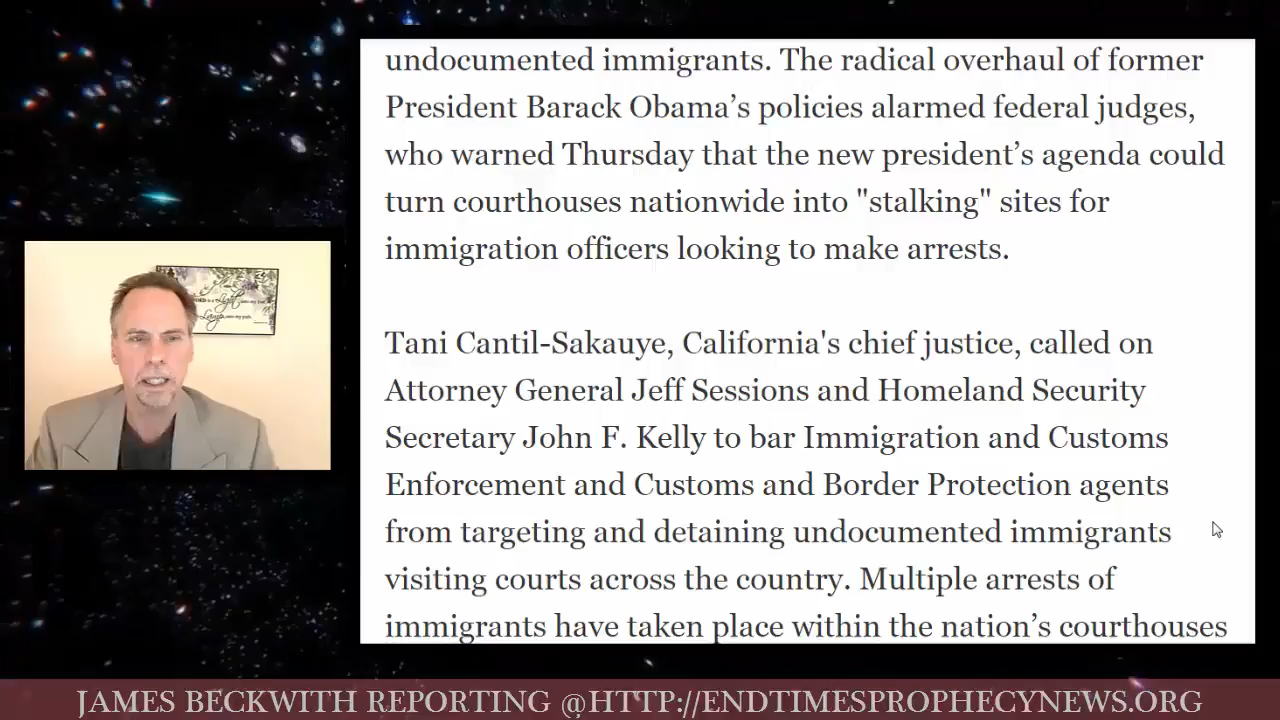 undocumented immigrants. The radical overhaul of former
President Barack Obama’s policies alarmed federal judges,
who warned Thursday that the new president’s agenda could
turn courthouses nationwide into "stalking" sites for
immigration officers looking to make arrests.
Tani Cantil-Sakauye, California's chief justice, called on
Attorney General Jeff Sessions and Homeland Security
Secretary John F. Kelly to bar Immigration and Customs
Enforcement and Customs and Border Protection agents
from targeting and detaining undocumented immigrants
visiting courts across the country. Multiple arrests of
immigrants have taken place within the nation’s courthouses
Light
Lamp
JAMES BECKWITH REPORTING @HTTP://ENDTIMESPROPHECYNEWS.ORG